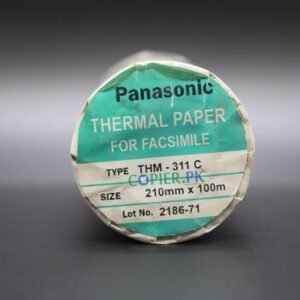 Panasonic
THERMAL PAPER
FOR FACSIMILE
TYPE THM - 311 C
COPIER.PK
SIZE 210mm x 100m
Lot No. 2186-71